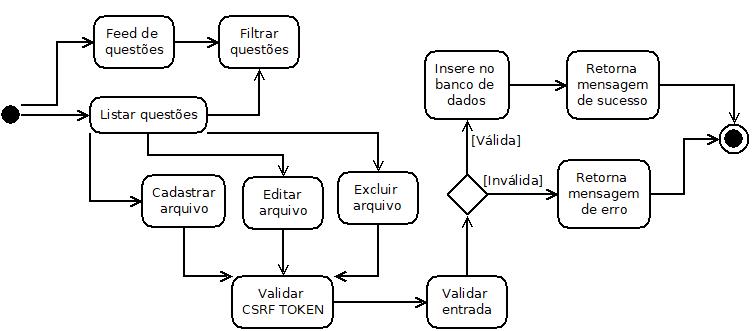 Feed de
questões
Filtrar
questões
Listar questões
Insere no
banco de
dados
Retorna
mensagem
de sucesso
[Válida]
[Inválida]
Retorna
mensagem
de erro
Cadastrar
arquivo
Editar
arquivo
Excluir
arquivo
Validar
CSRF TOKEN
Validar
entrada